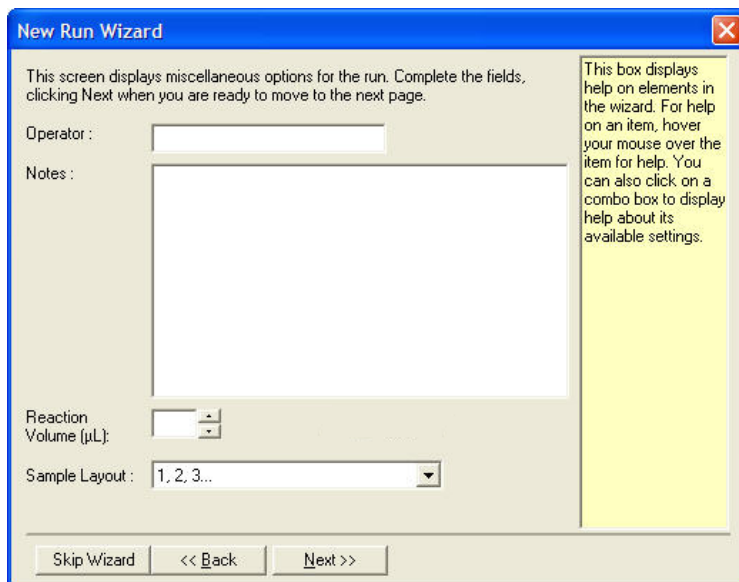 New Run Wizard
This screen displays miscellaneous options for the run. Complete the fields,
clicking Next when you are ready to move to the next page.
Operator :
Notes :
Reaction
Volume (µL):
Sample Layout :
1, 2, 3...
This box displays
help on elements in
the wizard. For help
on an item, hover
your mouse over the
item for help. You
can also click on a
combo box to display
help about its
available settings.
Skip Wizard
<< Back
Next >>